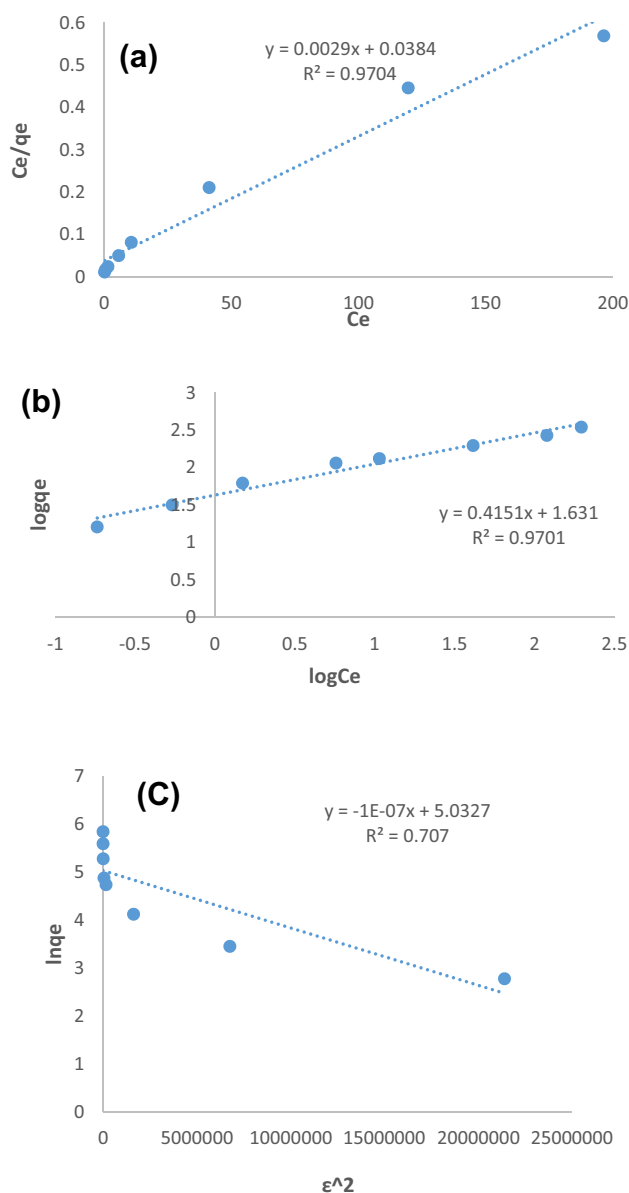 (a)
y = 0.0029x + 0.0384
R² = 0.9704
Ce/qe
0.6
0.5
0.4
0.3
0.2
0.1
0
0 50 100 150 200
Ce
(b)
logqe
3
2.5
2
1.5
1
0.5
0
y = 0.4151x + 1.631
R² = 0.9701
-1 -0.5 0 0.5 1 1.5 2 2.5
logCe
(C)
y = -1E-07x + 5.0327
R² = 0.707
lnqe
7
6
5
4
3
2
1
0
0 5000000 10000000 15000000 20000000 25000000
ε^2